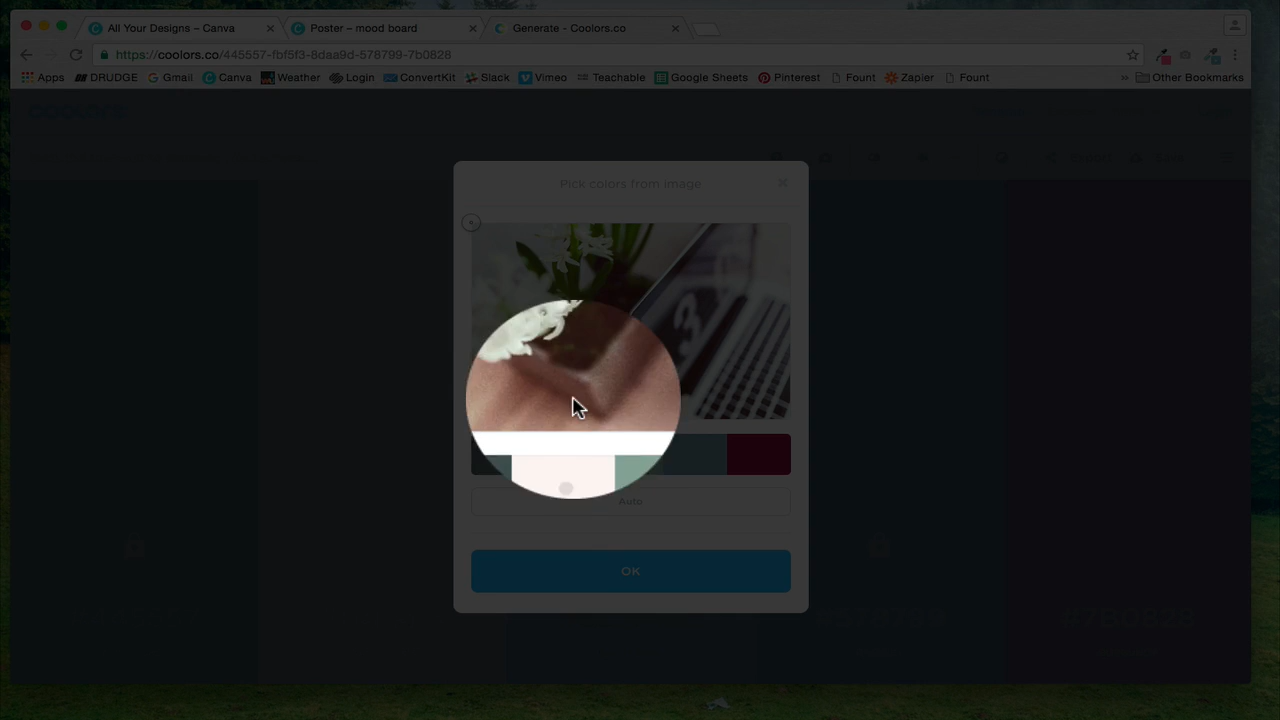 All Your Designs – Canva
Poster – mood board
Generate - Coolors.co
https://coolors.co/445557-fbf5f3-8daa9d-578799-7b0828
Apps DRUDGE Gmail Canva Weather Login ConvertKit Slack Vimeo Teachable Google Sheets Pinterest Fount Zapier Fount » Other Bookmarks
COOLORS
Pick colors from image
Auto
OK